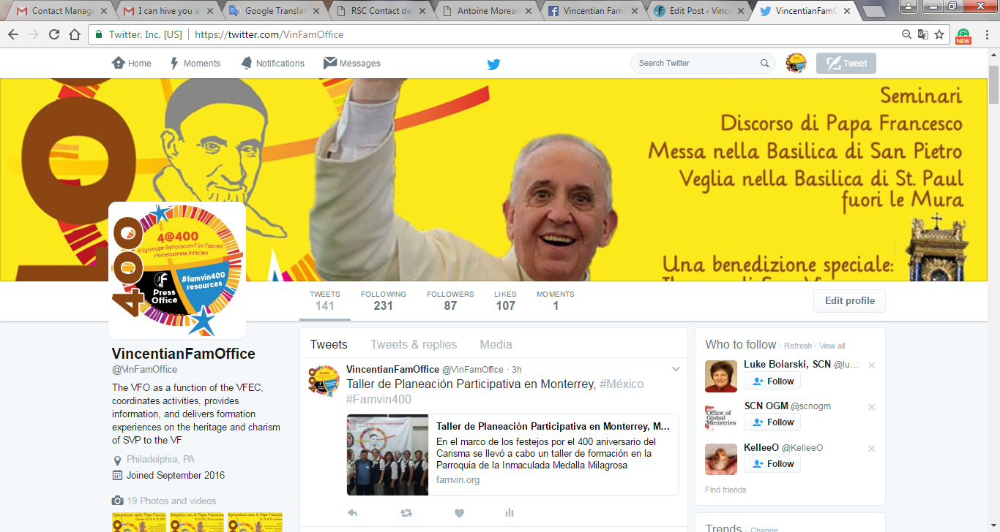 Contact Manage
I can hive you a
Google Translat
RSC Contact det
Antoine Moreau
Vincentian Fami
Edit Post ‹ Vince
VincentianFamO
Twitter, Inc. [US]
https://twitter.com/VinFamOffice
NEW
Home
Moments
Notifications
Messages
Search Twitter
Tweet
Seminari
Discorso di Papa Francesco
Messa nella Basilica di San Pietro
Veglia nella Basilica di St. Paul
fuori le Mura
Una benedizione speciale:
400
4@400
Pilgrimage-Symposium-Film Festival
Homelessness Initiative
#famvin400
resources
Press
Office
TWEETS
141
FOLLOWING
231
FOLLOWERS
87
LIKES
107
MOMENTS
1
Edit profile
VincentianFamOffice
@VinFamOffice
The VFO as a function of the VFEC,
coordinates activities, provides
information, and delivers formation
experiences on the heritage and charism
of SVP to the VF
Philadelphia, PA
Joined September 2016
19 Photos and videos
Tweets
Tweets & replies
Media
VincentianFamOffice @VinFamOffice · 3h
Taller de Planeación Participativa en Monterrey, #México
#Famvin400
Taller de Planeación Participativa en Monterrey, M...
En el marco de los festejos por el 400 aniversario del
Carisma se llevó a cabo un taller de formación en la
Parroquia de la Inmaculada Medalla Milagrosa
famvin.org
Who to follow · Refresh · View all
Luke Boiarski, SCN @lu...
Follow
SCN OGM @scnogm
Follow
Office of
Global
Ministries
KelleeO @KelleeO
Follow
Find friends
Trends · Change